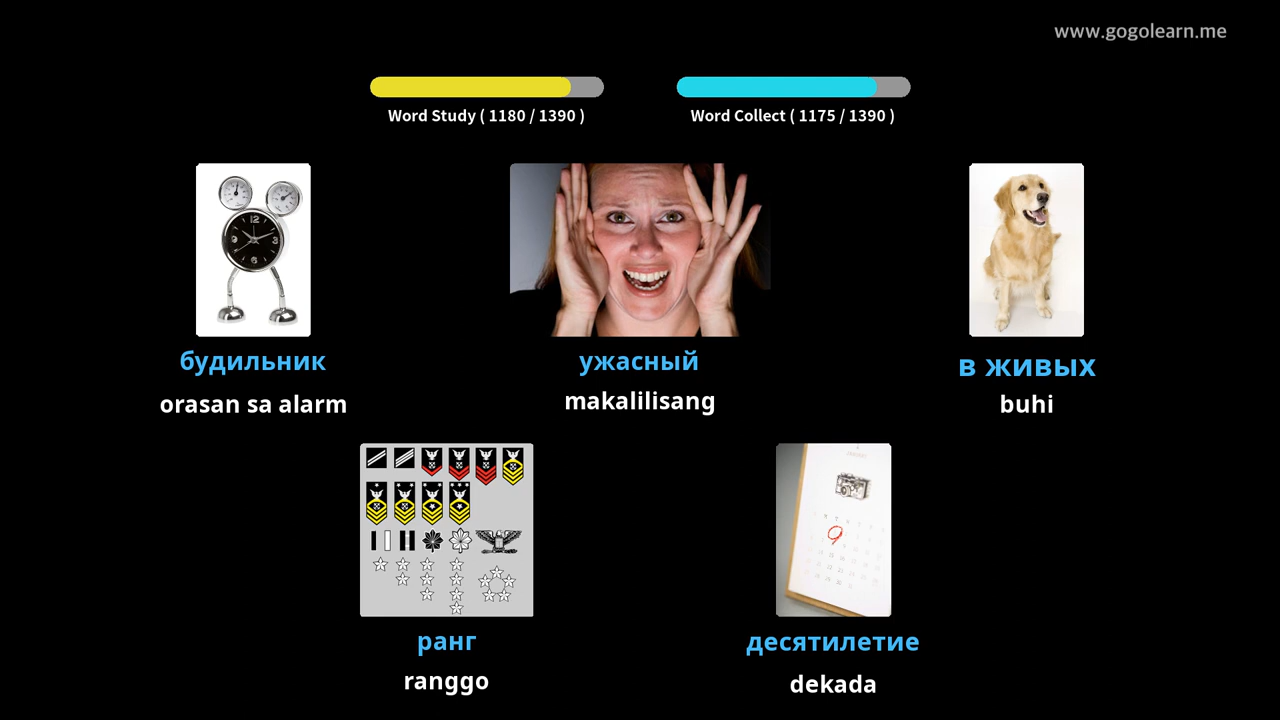 www.gogolearn.me
Word Study ( 1180 / 1390 )
Word Collect ( 1175 / 1390 )
будильник
orasan sa alarm
ужасный
makalilisang
в живых
buhi
ранг
ranggo
десятилетие
dekada